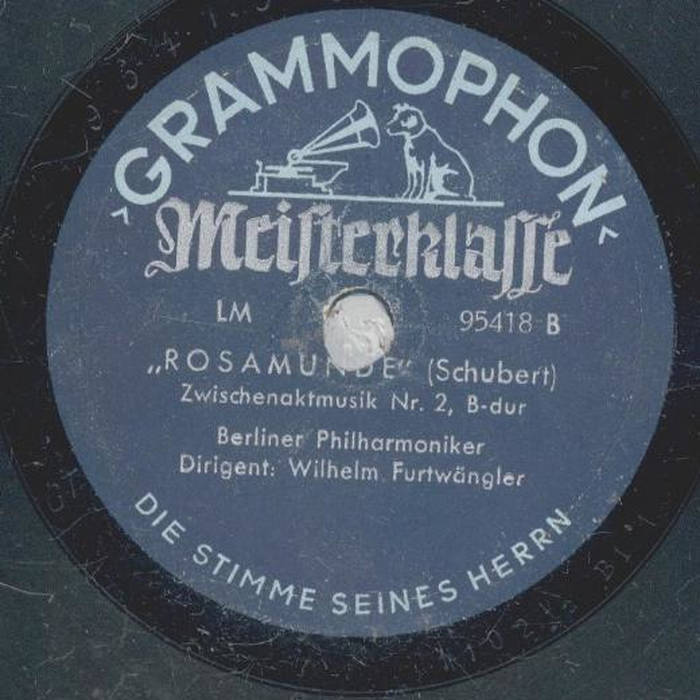 GRAMMOPHON
Meisterklasse
LM 95418 B
„ROSAMUNDE“ (Schubert)
Zwischenaktmusik Nr. 2, B-dur
Berliner Philharmoniker
Dirigent: Wilhelm Furtwängler
DIE STIMME SEINES HERRN